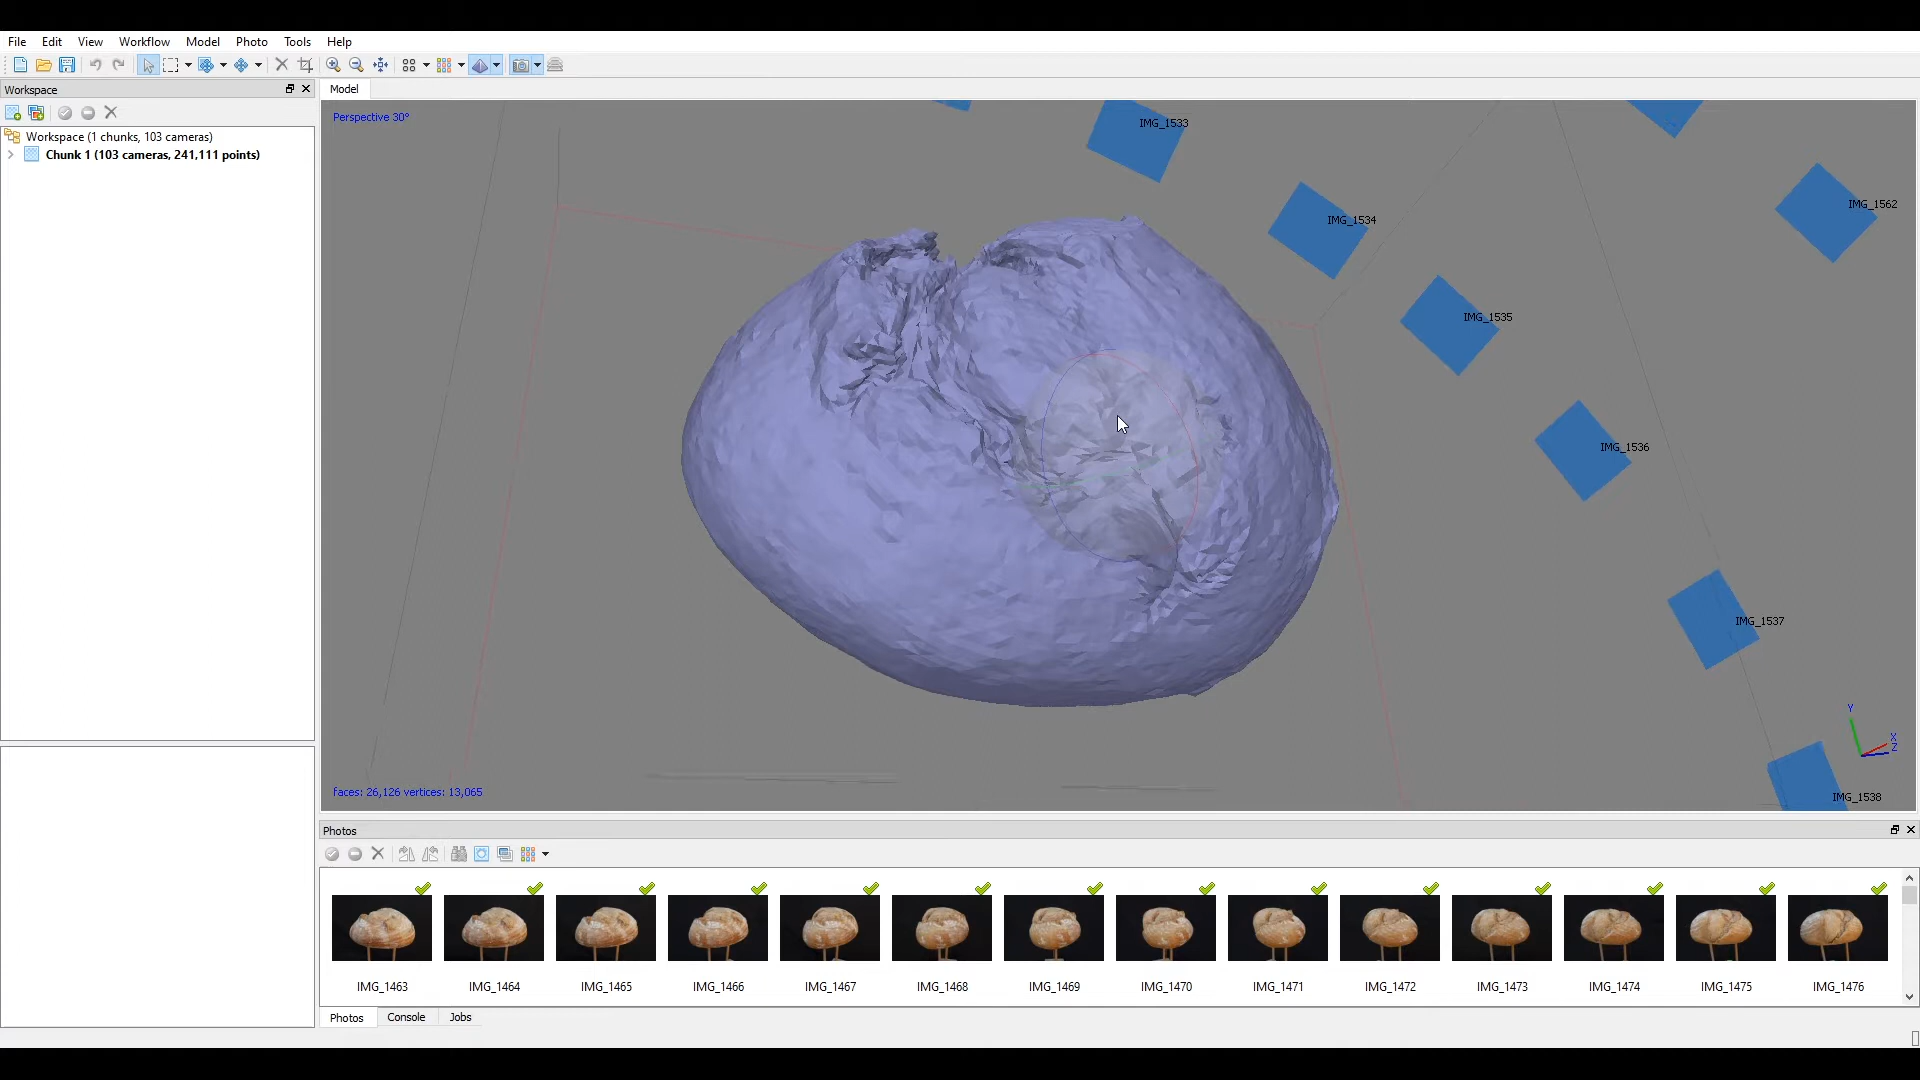 File Edit View Workflow Model Photo Tools Help
Workspace
Model
Workspace (1 chunks, 103 cameras)
Chunk 1 (103 cameras, 241,111 points)
Perspective 30°
IMG_1533
IMG_1534
IMG_1535
IMG_1536
IMG_1537
IMG_1538
IMG_1562
Y
X
Z
faces: 26,126 vertices: 13,065
Photos
IMG_1463 IMG_1464 IMG_1465 IMG_1466 IMG_1467 IMG_1468 IMG_1469 IMG_1470 IMG_1471 IMG_1472 IMG_1473 IMG_1474 IMG_1475 IMG_1476
Photos Console Jobs